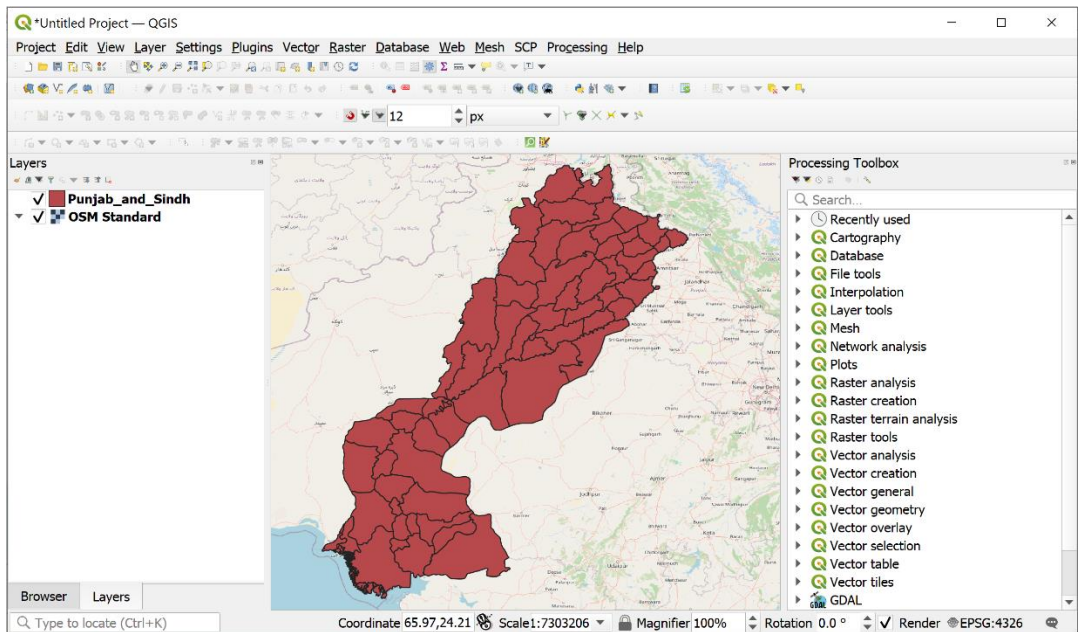 *Untitled Project — QGIS
Project Edit View Layer Settings Plugins Vector Raster Database Web Mesh SCP Processing Help
12 px
Layers
Punjab_and_Sindh
OSM Standard
Browser Layers
Processing Toolbox
Search...
Recently used
Cartography
Database
File tools
Interpolation
Layer tools
Mesh
Network analysis
Plots
Raster analysis
Raster creation
Raster terrain analysis
Raster tools
Vector analysis
Vector creation
Vector general
Vector geometry
Vector overlay
Vector selection
Vector table
Vector tiles
GDAL
Type to locate (Ctrl+K) Coordinate 65.97,24.21 Scale1:7303206 Magnifier 100% Rotation 0.0 ° Render EPSG:4326